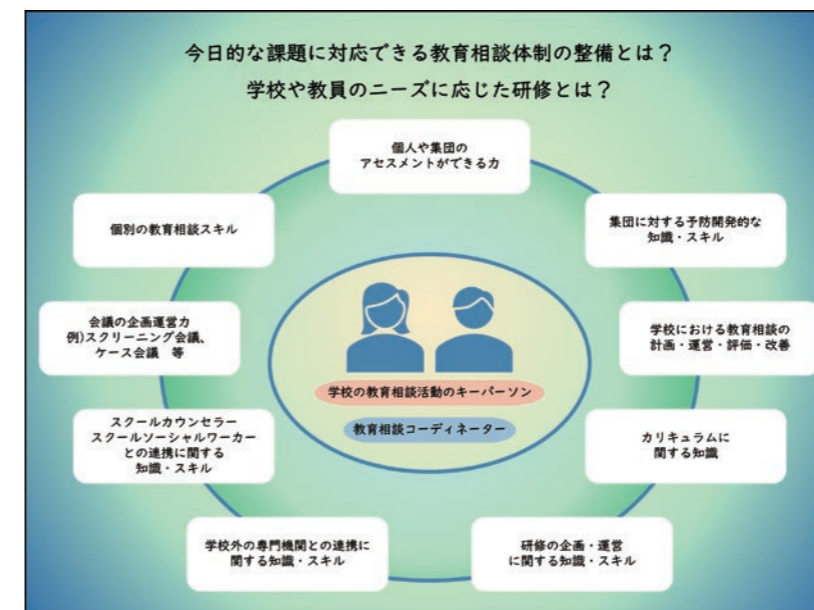 今日的な課題に対応できる教育相談体制の整備とは？
学校や教員のニーズに応じた研修とは？
個人や集団の
アセスメントができる力
個別の教育相談スキル
集団に対する予防開発的な
知識・スキル
会議の企画運営力
例)スクリーニング会議、
ケース会議　等
学校における教育相談の
計画・運営・評価・改善
学校の教育相談活動のキーパーソン
教育相談コーディネーター
スクールカウンセラー
スクールソーシャルワーカー
との連携に関する
知識・スキル
カリキュラムに
関する知識
学校外の専門機関との連携に
関する知識・スキル
研修の企画・運営
に関する知識・スキル